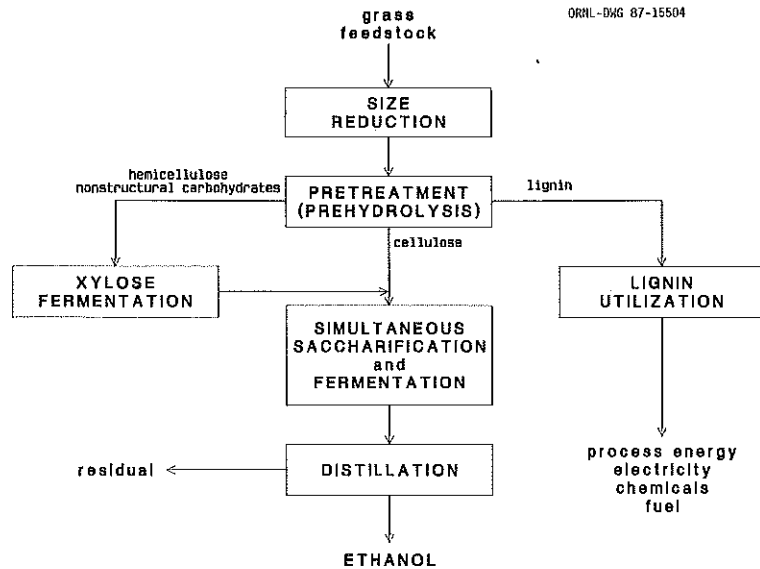 ORNL-DWG 87-15504
grass
feedstock
SIZE
REDUCTION
hemicellulose
nonstructural carbohydrates
PRETREATMENT
(PREHYDROLYSIS)
lignin
cellulose
XYLOSE
FERMENTATION
LIGNIN
UTILIZATION
SIMULTANEOUS
SACCHARIFICATION
and
FERMENTATION
residual
DISTILLATION
process energy
electricity
chemicals
fuel
ETHANOL